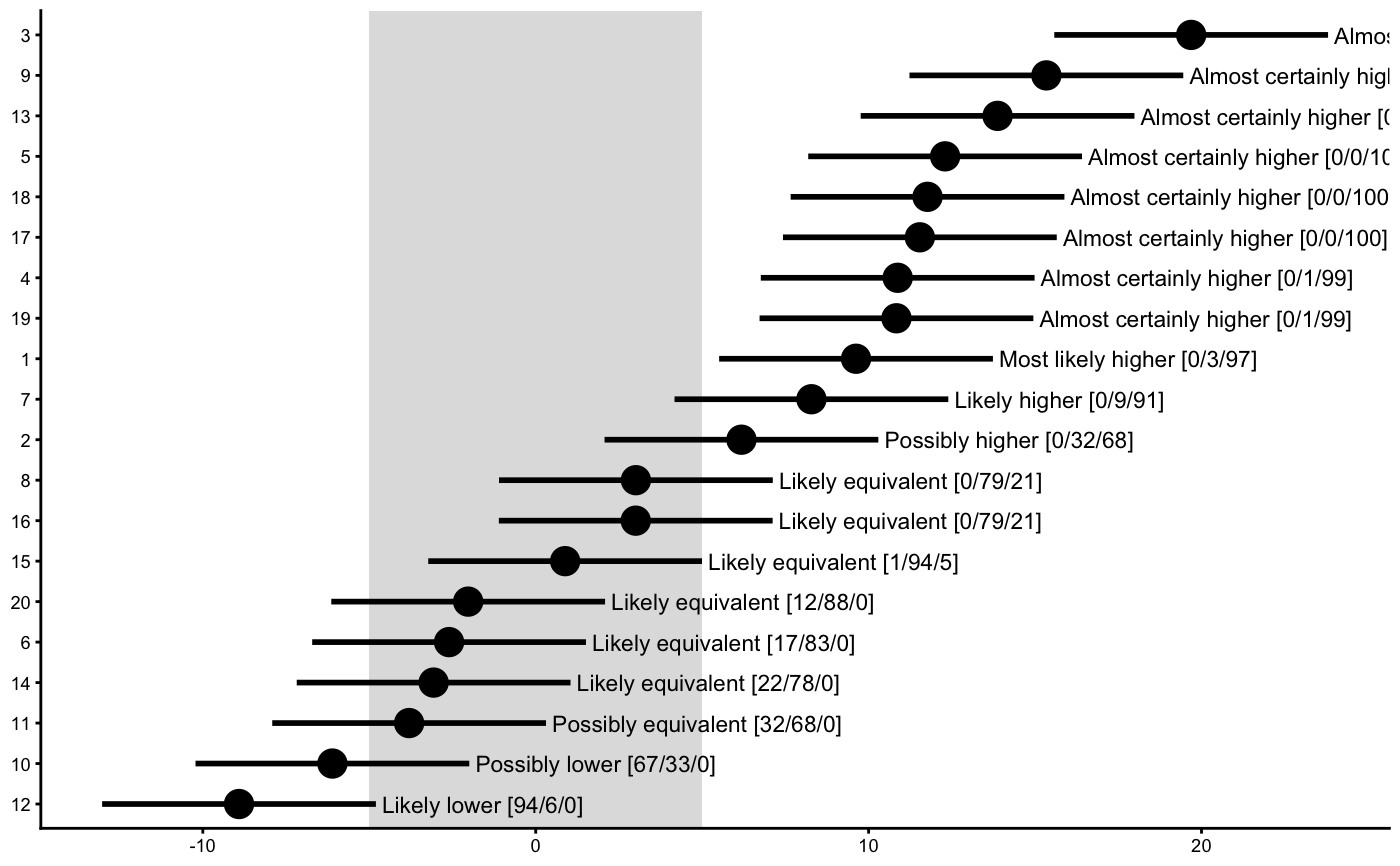 3 Almos
9 Almost certainly hig
13 Almost certainly higher [0
5 Almost certainly higher [0/0/10
18 Almost certainly higher [0/0/100
17 Almost certainly higher [0/0/100]
4 Almost certainly higher [0/1/99]
19 Almost certainly higher [0/1/99]
1 Most likely higher [0/3/97]
7 Likely higher [0/9/91]
2 Possibly higher [0/32/68]
8 Likely equivalent [0/79/21]
16 Likely equivalent [0/79/21]
15 Likely equivalent [1/94/5]
20 Likely equivalent [12/88/0]
6 Likely equivalent [17/83/0]
14 Likely equivalent [22/78/0]
11 Possibly equivalent [32/68/0]
10 Possibly lower [67/33/0]
12 Likely lower [94/6/0]
-10 0 10 20